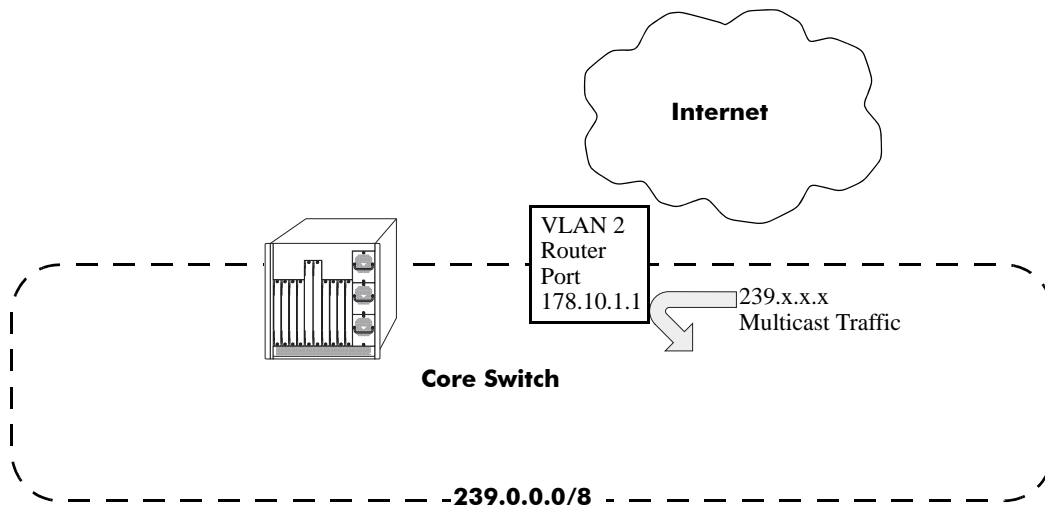 Internet
VLAN 2
Router
Port
178.10.1.1
239.x.x.x
Multicast Traffic
Core Switch
239.0.0.0/8